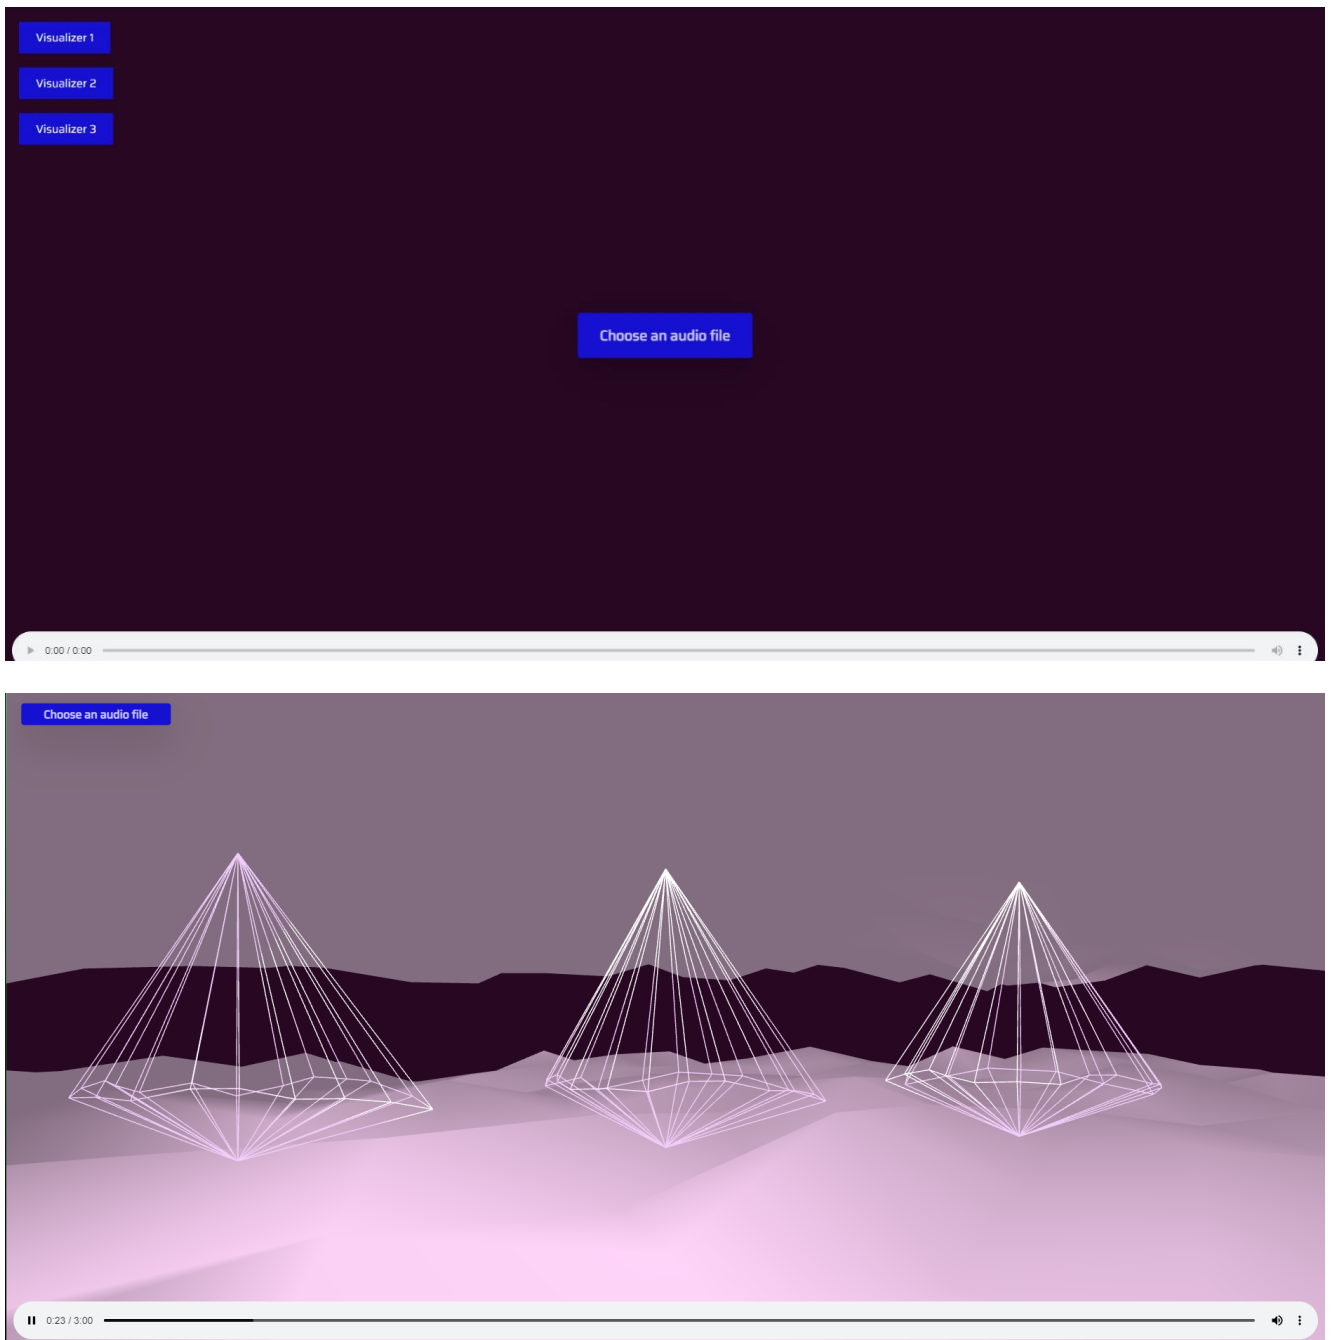 Visualizer 1
Visualizer 2
Visualizer 3
Choose an audio file
0:00 / 0:00
Choose an audio file
0:23 / 3:00